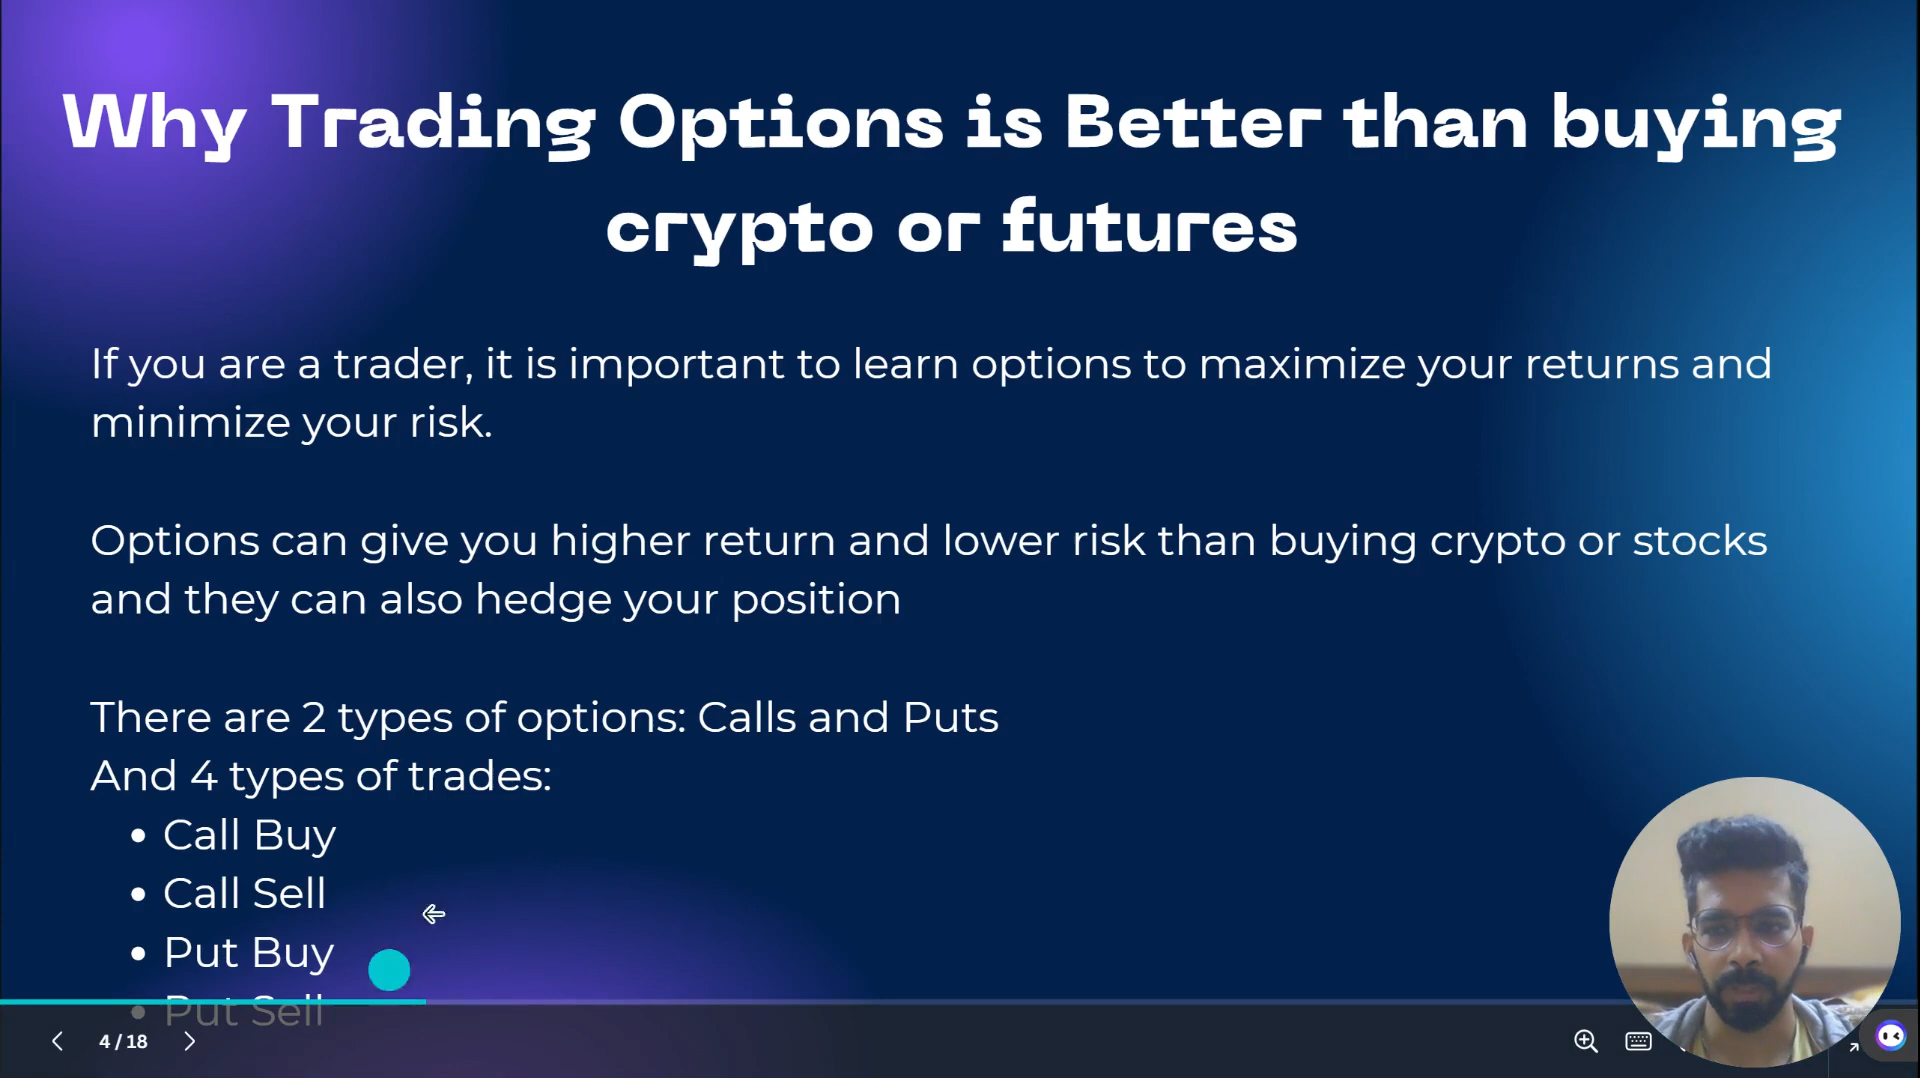 Why Trading Options is Better than buying
crypto or futures
If you are a trader, it is important to learn options to maximize your returns and
minimize your risk.
Options can give you higher return and lower risk than buying crypto or stocks
and they can also hedge your position
There are 2 types of options: Calls and Puts
And 4 types of trades:
• Call Buy
• Call Sell
• Put Buy
• Put Sell
4 / 18